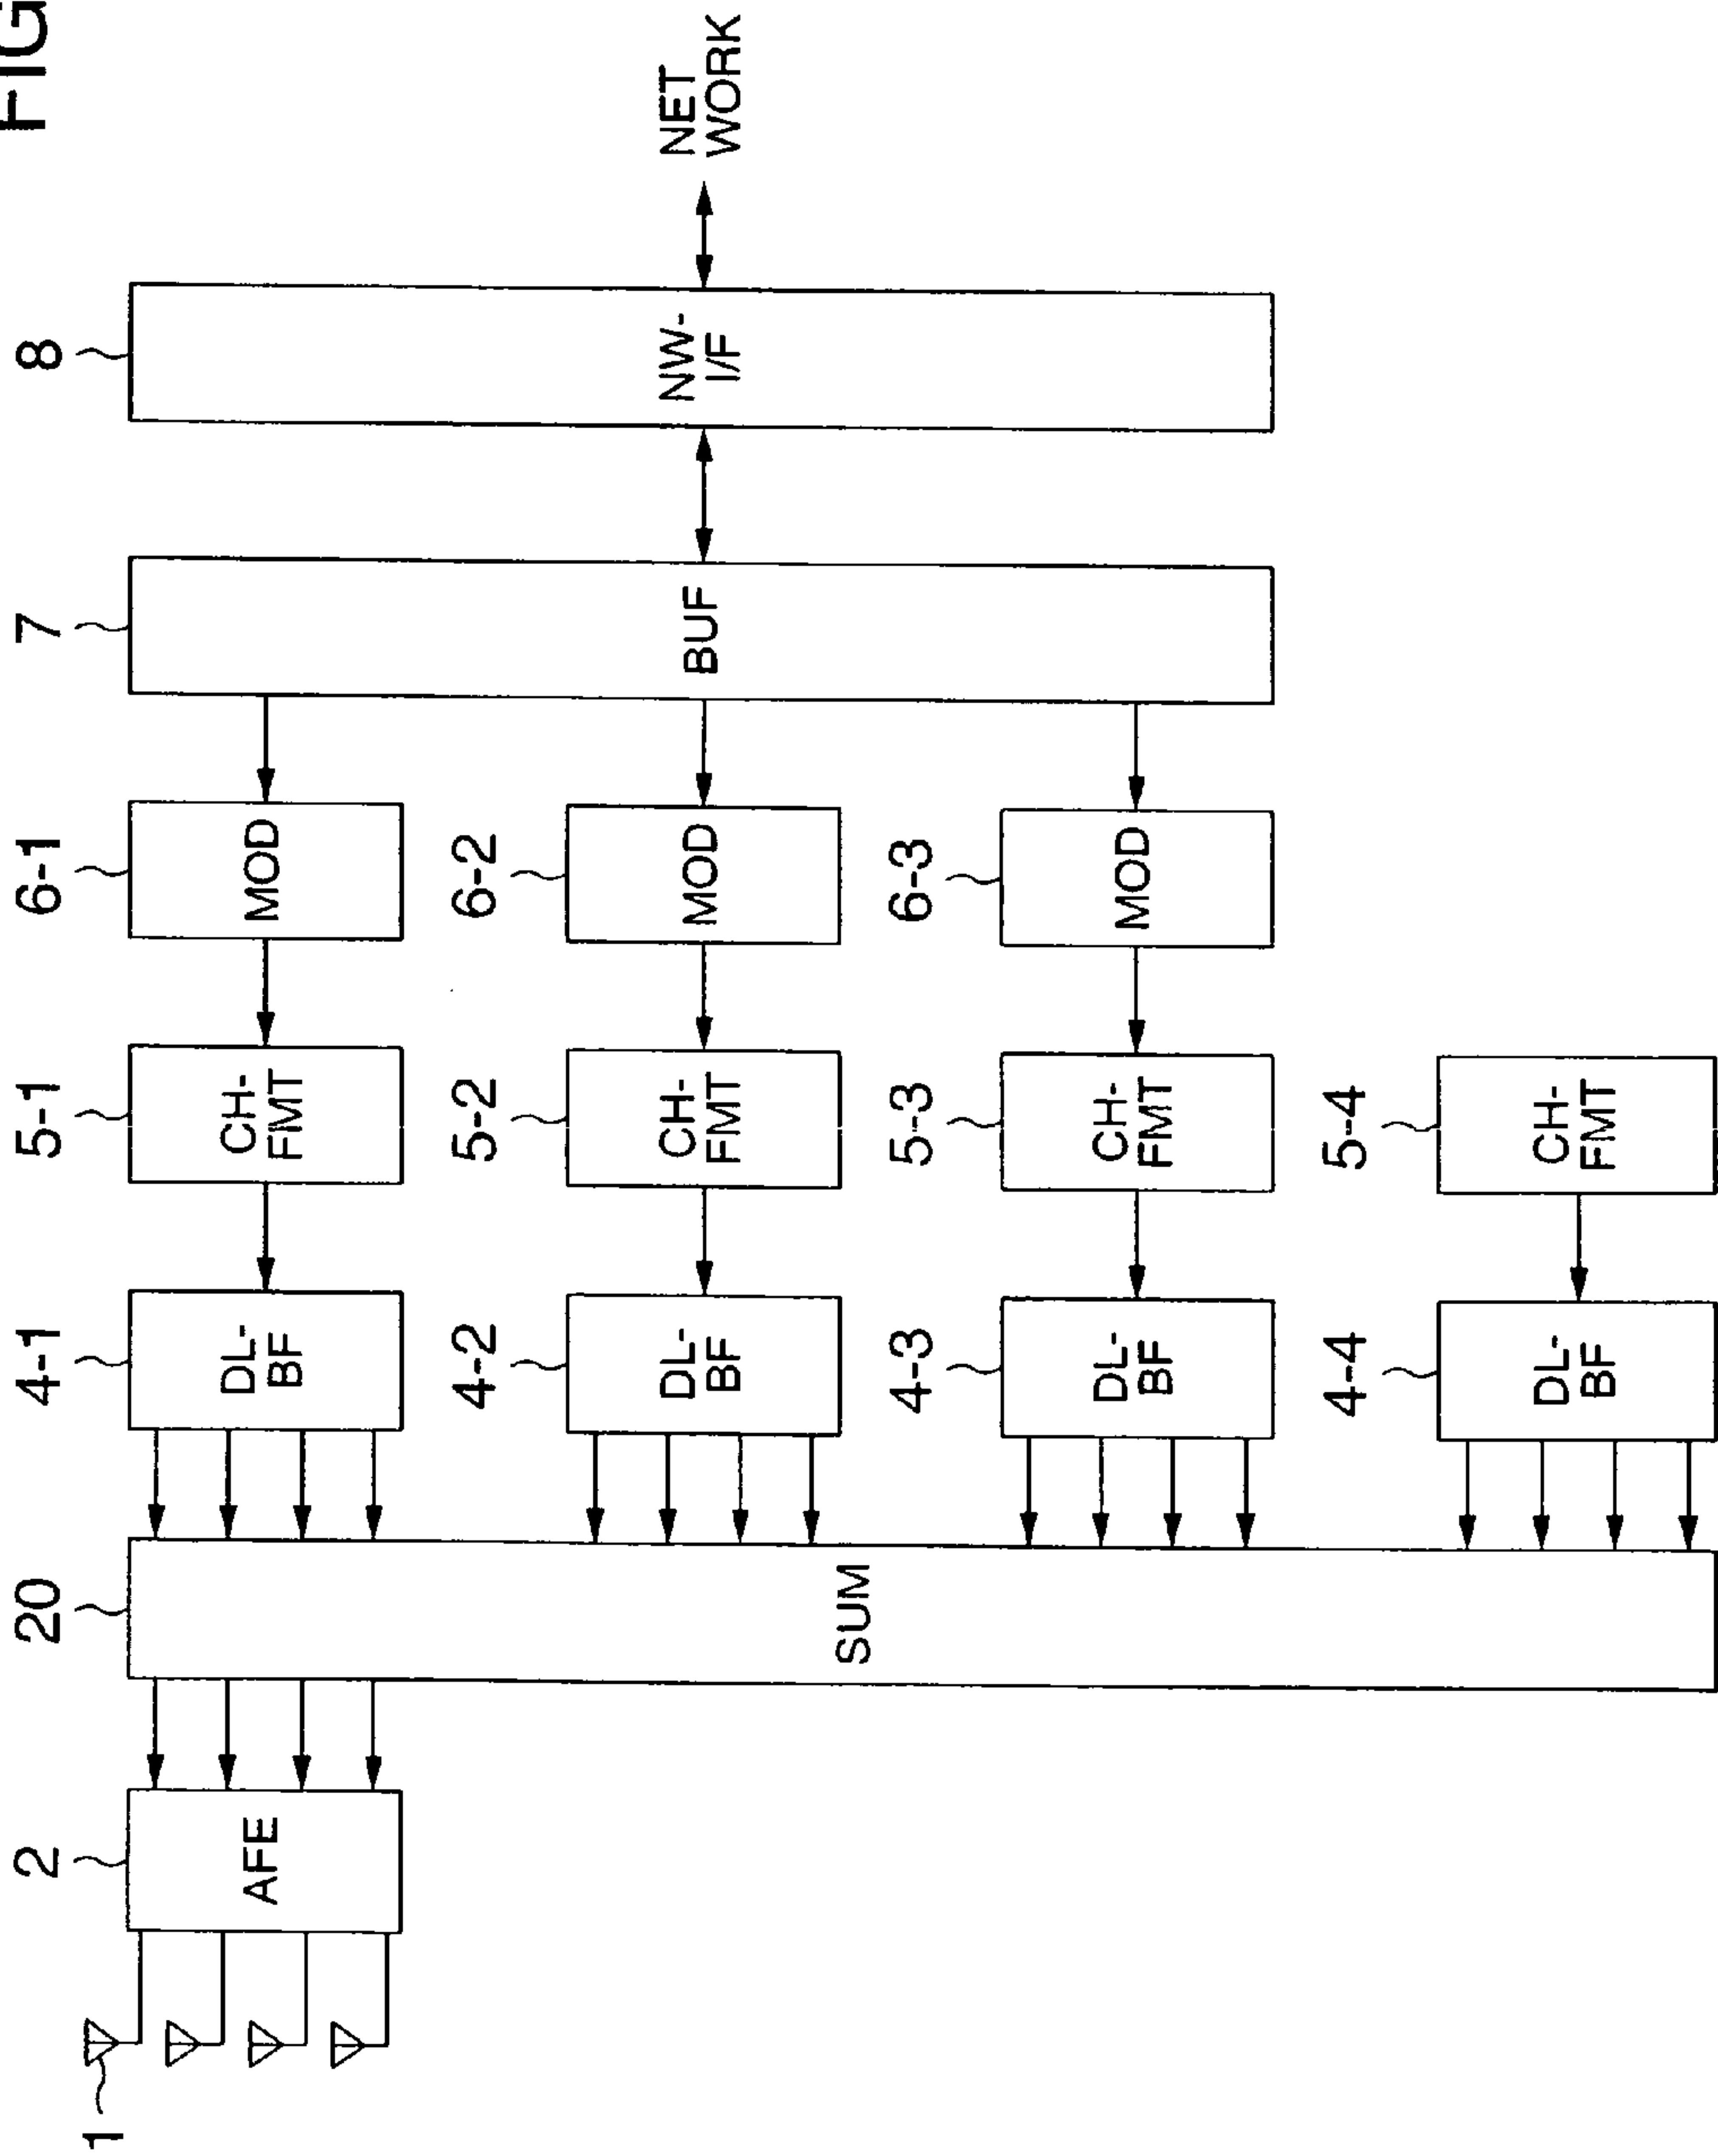 FIG
1
2
AFE
20
SUM
4-1
DL-
BF
5-1
CH-
FMT
6-1
MOD
7
BUF
8
NW-
I/F
NET
WORK
4-2
DL-
BF
5-2
CH-
FMT
6-2
MOD
4-3
DL-
BF
5-3
CH-
FMT
6-3
MOD
4-4
DL-
BF
5-4
CH-
FMT